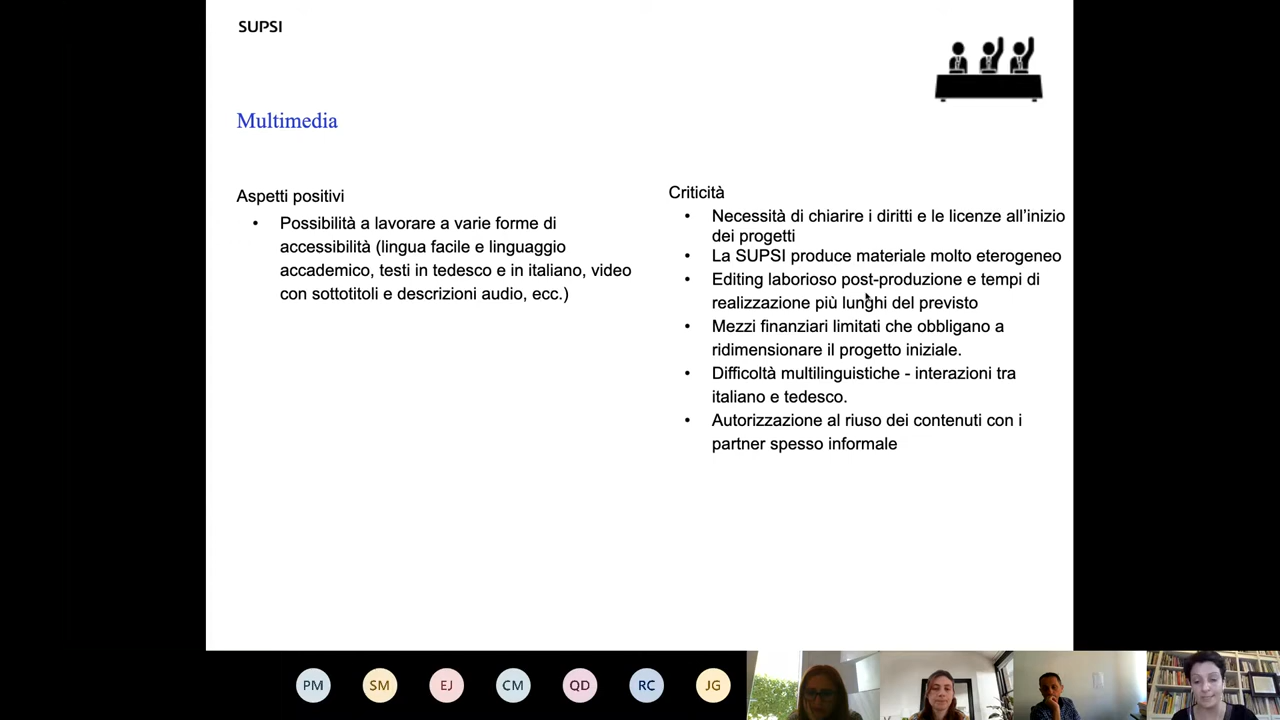 SUPSI
Multimedia
Aspetti positivi
• Possibilità a lavorare a varie forme di
accessibilità (lingua facile e linguaggio
accademico, testi in tedesco e in italiano, video
con sottotitoli e descrizioni audio, ecc.)
Criticità
• Necessità di chiarire i diritti e le licenze all'inizio
dei progetti
• La SUPSI produce materiale molto eterogeneo
• Editing laborioso post-produzione e tempi di
realizzazione più lunghi del previsto
• Mezzi finanziari limitati che obbligano a
ridimensionare il progetto iniziale.
• Difficoltà multilinguistiche - interazioni tra
italiano e tedesco.
• Autorizzazione al riuso dei contenuti con i
partner spesso informale
PM SM EJ CM QD RC JG